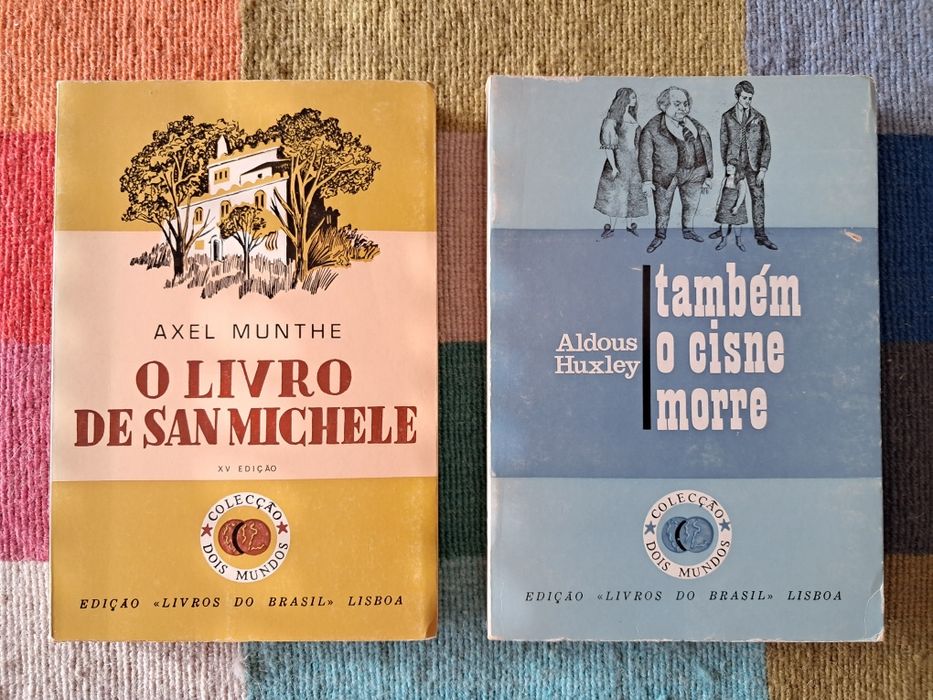 AXEL MUNTHE
O LIVRO
DE SAN MICHELE
XV EDIÇÃO
COLECÇÃO
DOIS MUNDOS
EDIÇÃO «LIVROS DO BRASIL» LISBOA
Aldous
Huxley
também
o cisne
morre
COLECÇÃO
DOIS MUNDOS
EDIÇÃO «LIVROS DO BRASIL» LISBOA